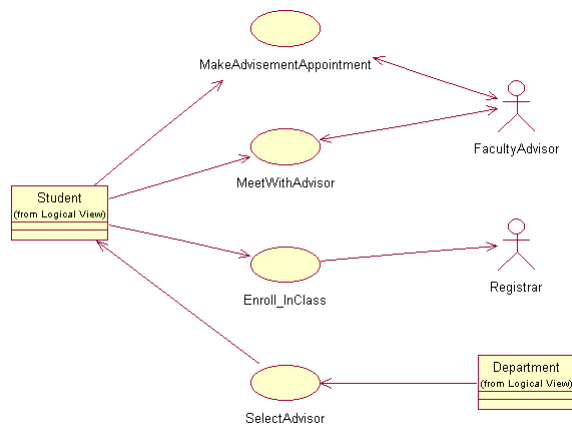 MakeAdvisementAppointment
FacultyAdvisor
MeetWithAdvisor
Student
(from Logical View)
Enroll_InClass
Registrar
Department
(from Logical View)
SelectAdvisor